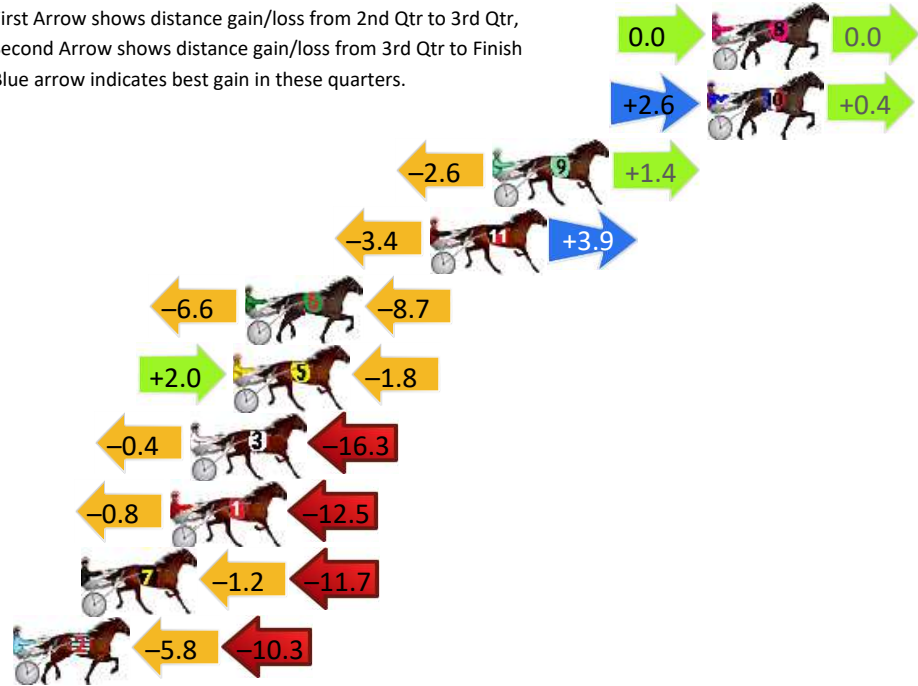 irst Arrow shows distance gain/loss from 2nd Qtr to 3rd Qtr,
econd Arrow shows distance gain/loss from 3rd Qtr to Finish
lue arrow indicates best gain in these quarters.
0.0 8 0.0
+2.6 10 +0.4
–2.6 9 +1.4
–3.4 11 +3.9
–6.6 –8.7
+2.0 5 –1.8
–0.4 3 –16.3
–0.8 1 –12.5
7 –1.2 –11.7
–5.8 –10.3